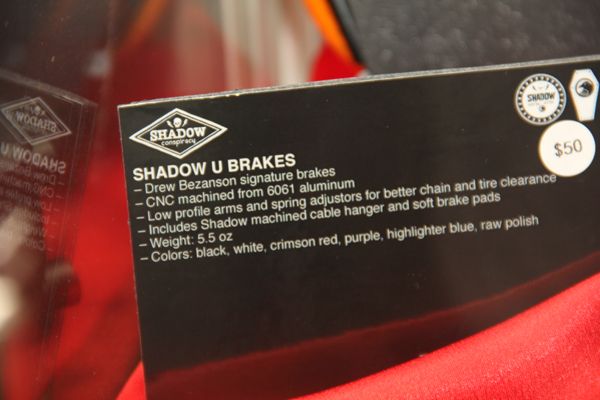 SHADOW
conspiracy
SHADOW
$50
SHADOW U BRAKES
– Drew Bezanson signature brakes
– CNC machined from 6061 aluminum
– Low profile arms and spring adjustors for better chain and tire clearance
– Includes Shadow machined cable hanger and soft brake pads
– Weight: 5.5 oz
– Colors: black, white, crimson red, purple, highlighter blue, raw polish